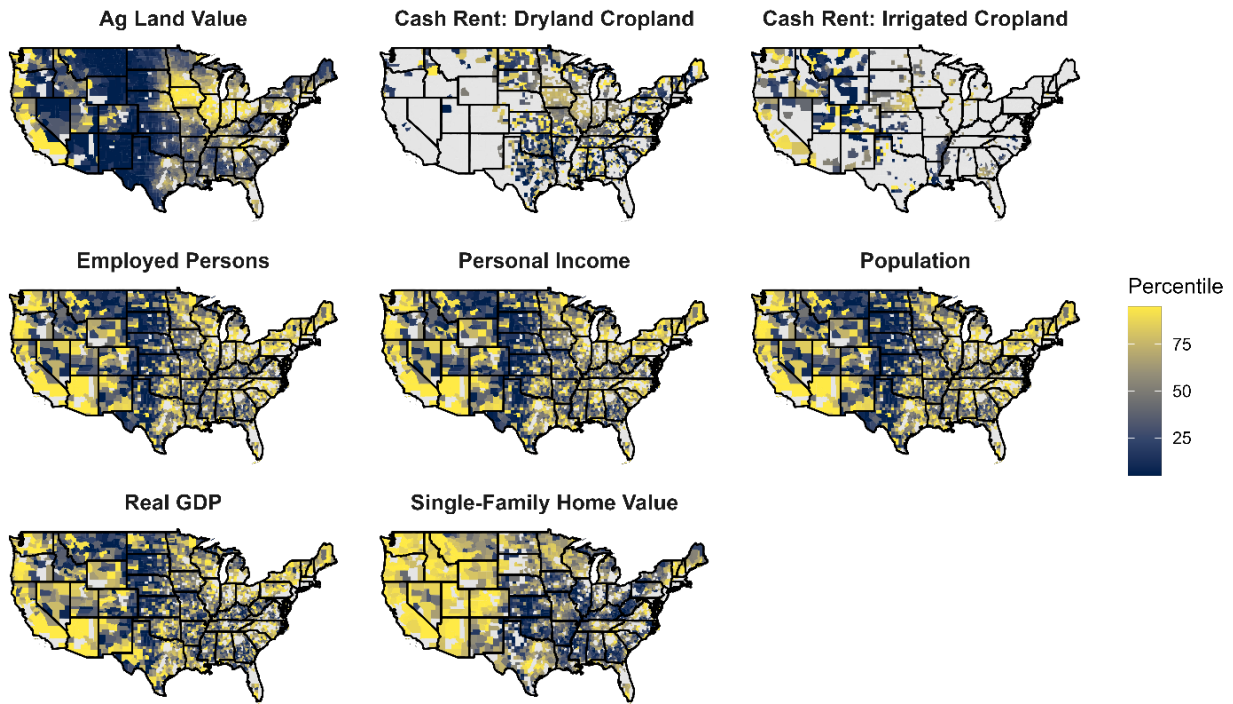 Ag Land Value
Cash Rent: Dryland Cropland
Cash Rent: Irrigated Cropland
Employed Persons
Personal Income
Population
Percentile
75
50
25
Real GDP
Single-Family Home Value